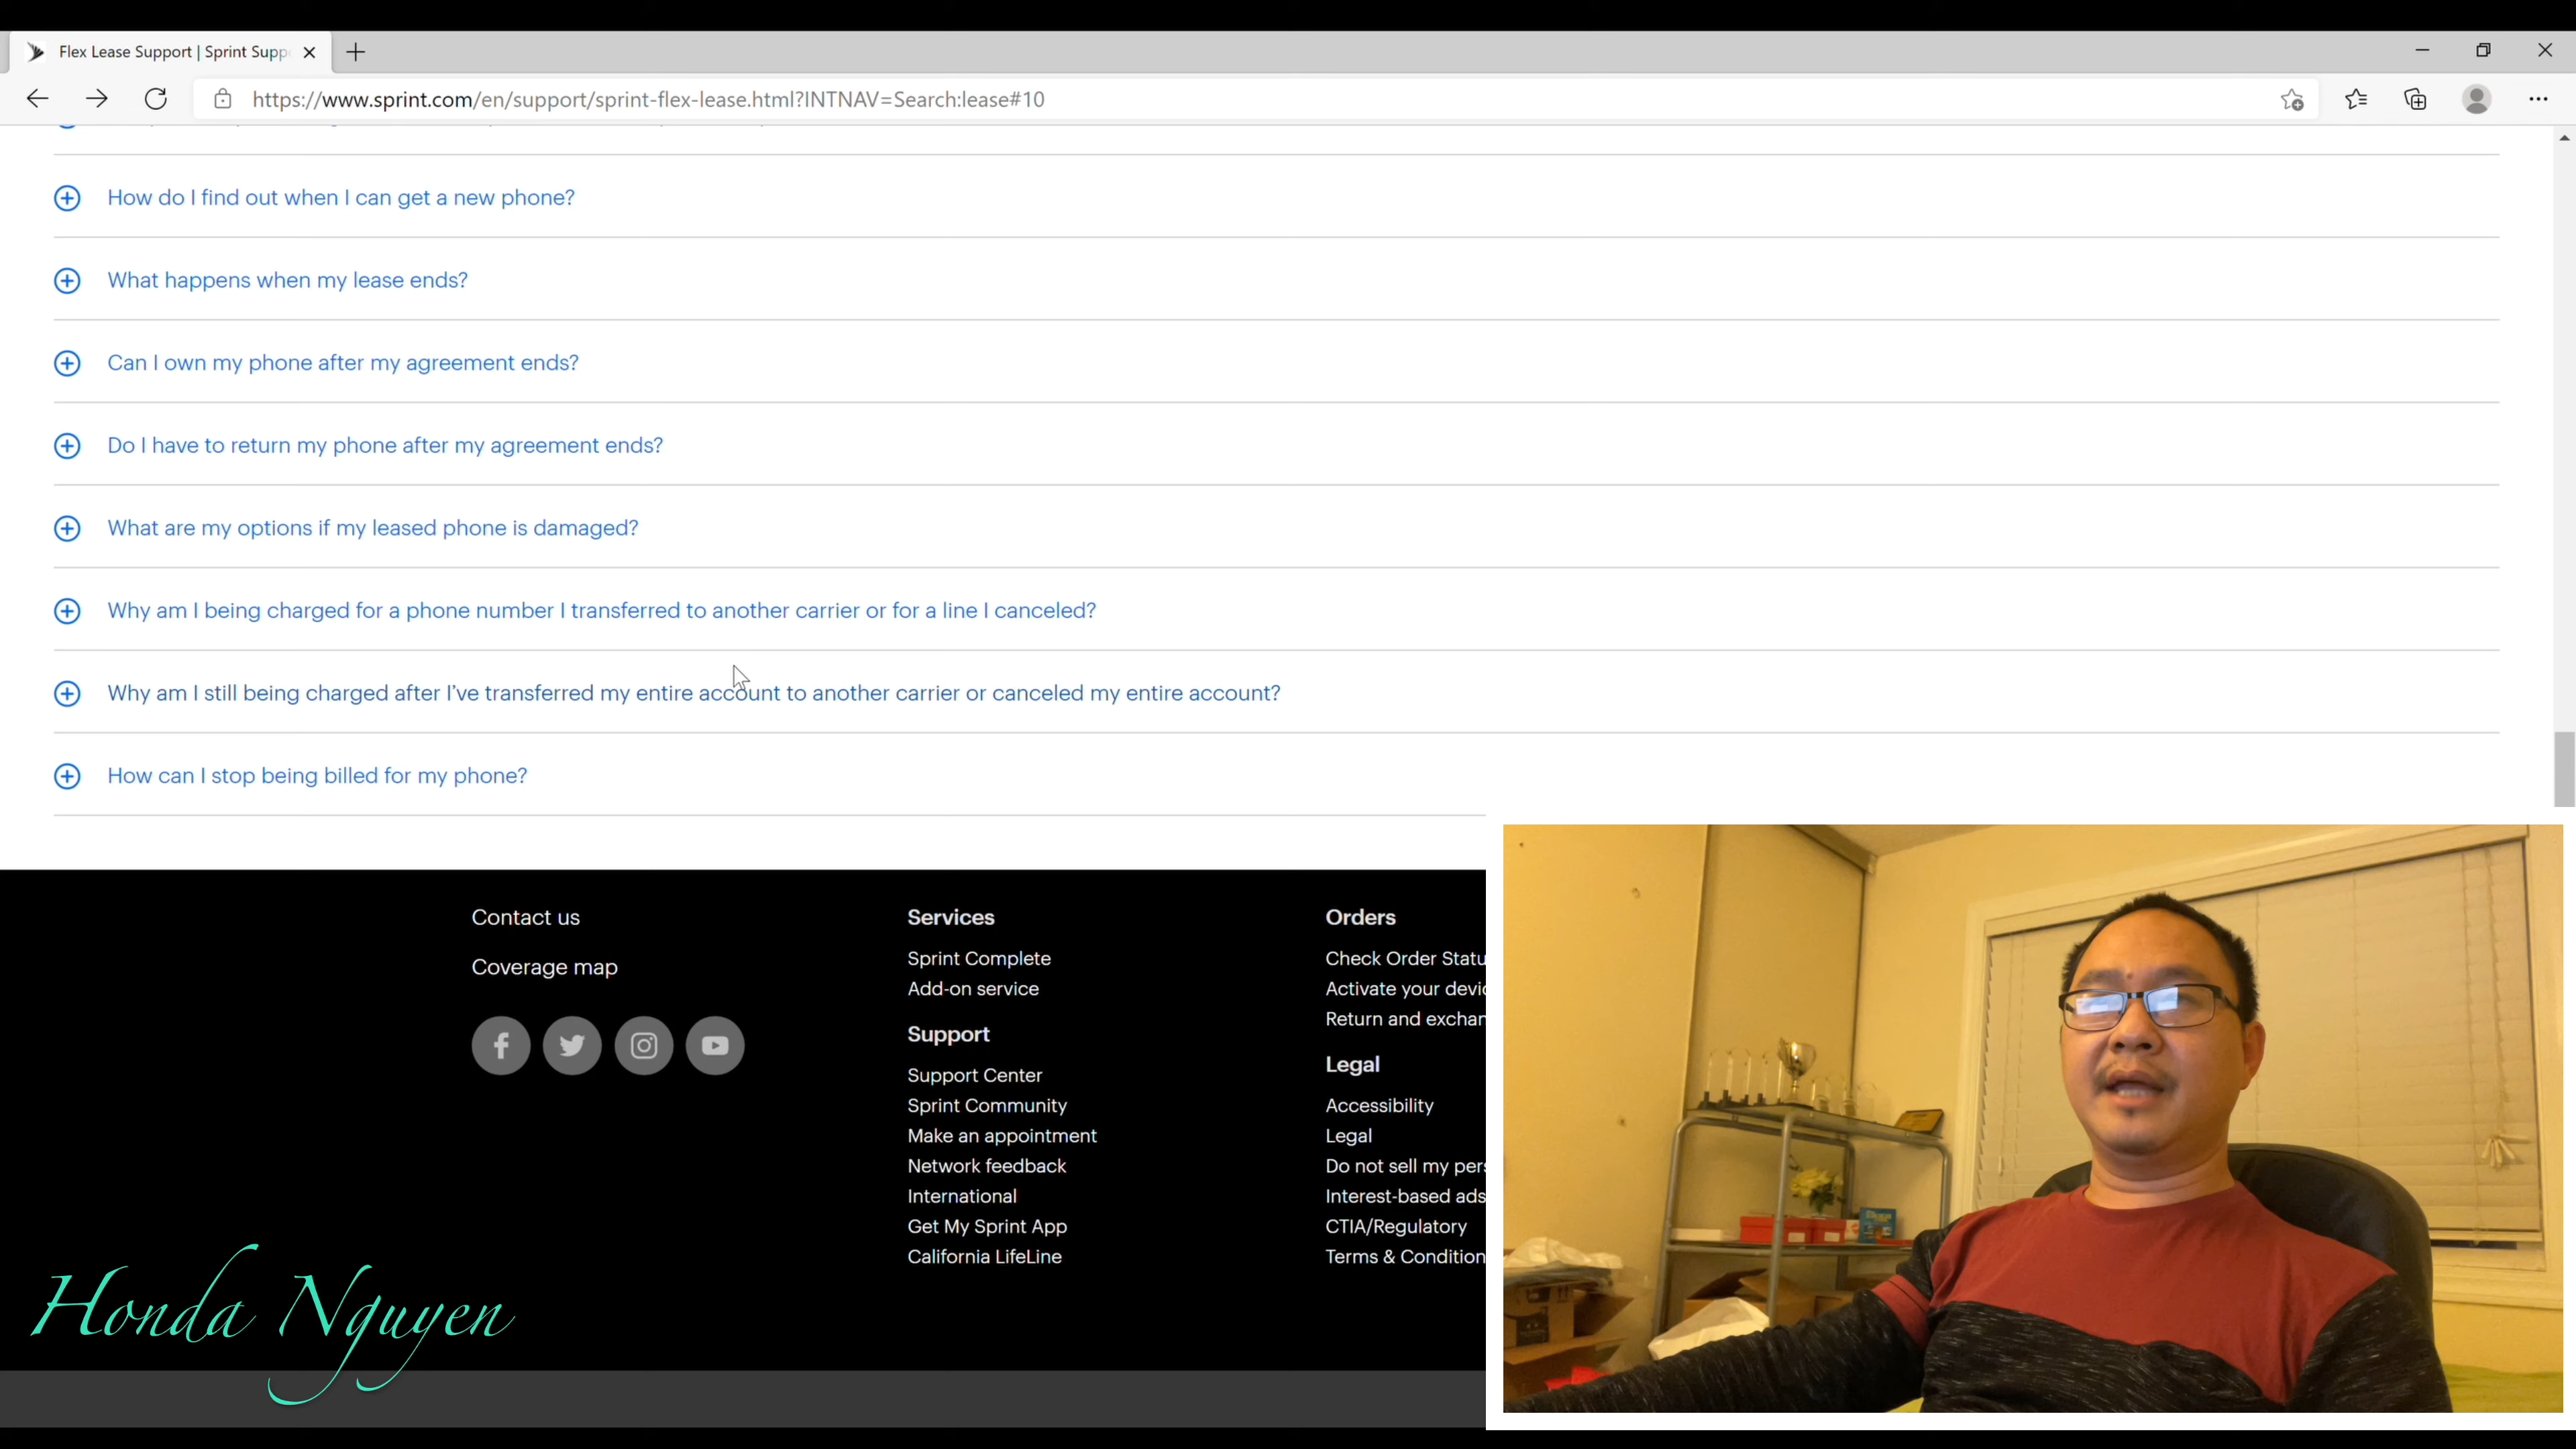 Flex Lease Support | Sprint Supp
https://www.sprint.com/en/support/sprint-flex-lease.html?INTNAV=Search:lease#10
How do I find out when I can get a new phone?
What happens when my lease ends?
Can I own my phone after my agreement ends?
Do I have to return my phone after my agreement ends?
What are my options if my leased phone is damaged?
Why am I being charged for a phone number I transferred to another carrier or for a line I canceled?
Why am I still being charged after I've transferred my entire account to another carrier or canceled my entire account?
How can I stop being billed for my phone?
Contact us
Coverage map
Services
Sprint Complete
Add-on service
Support
Support Center
Sprint Community
Make an appointment
Network feedback
International
Get My Sprint App
California LifeLine
Orders
Check Order Statu
Activate your devic
Return and exchan
Legal
Accessibility
Legal
Do not sell my pers
Interest-based ads
CTIA/Regulatory
Terms & Condition
Honda Nguyen